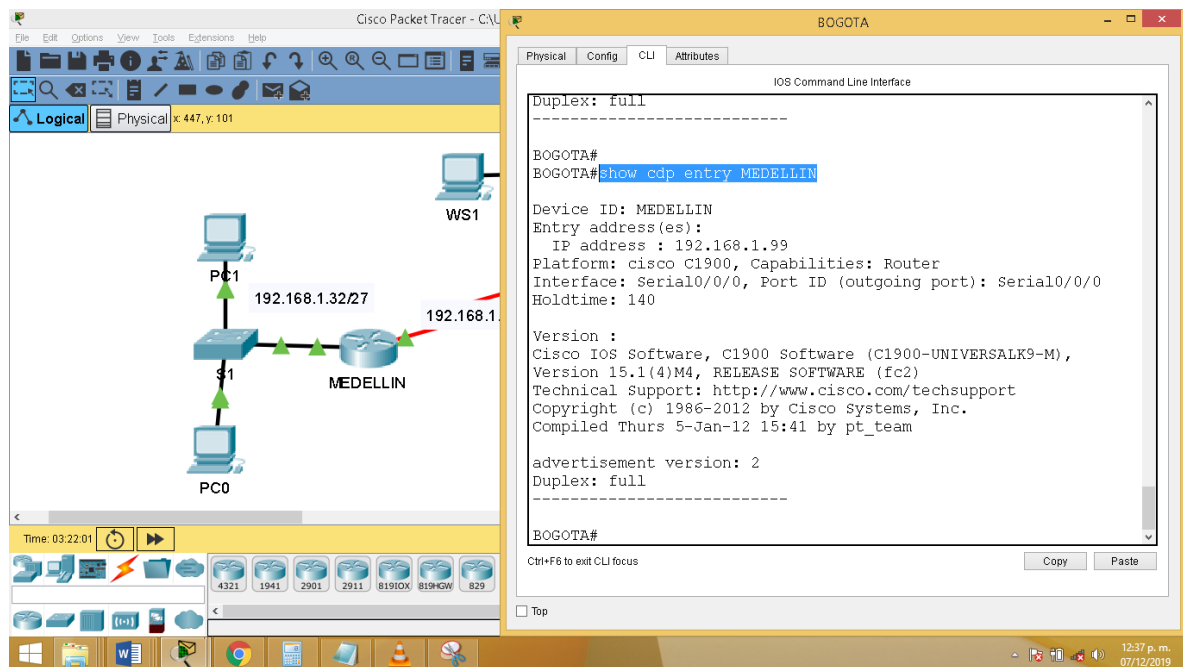 Cisco Packet Tracer - C:\U
File Edit Options View Tools Extensions Help
Logical Physical x: 447, y: 101
WS1
PC1
192.168.1.32/27
192.168.1.
S1
MEDELLIN
PC0
Time: 03:22:01
4321 1941 2901 2911 819IOX 819HGW 829
BOGOTA
Physical Config CLI Attributes
IOS Command Line Interface
Duplex: full
---------------------------
BOGOTA#
BOGOTA#show cdp entry MEDELLIN
Device ID: MEDELLIN
Entry address(es):
IP address : 192.168.1.99
Platform: cisco C1900, Capabilities: Router
Interface: Serial0/0/0, Port ID (outgoing port): Serial0/0/0
Holdtime: 140
Version :
Cisco IOS Software, C1900 Software (C1900-UNIVERSALK9-M),
Version 15.1(4)M4, RELEASE SOFTWARE (fc2)
Technical Support: http://www.cisco.com/techsupport
Copyright (c) 1986-2012 by Cisco Systems, Inc.
Compiled Thurs 5-Jan-12 15:41 by pt_team
advertisement version: 2
Duplex: full
---------------------------
BOGOTA#
Ctrl+F6 to exit CLI focus
Copy Paste
Top
12:37 p. m.
07/12/2019